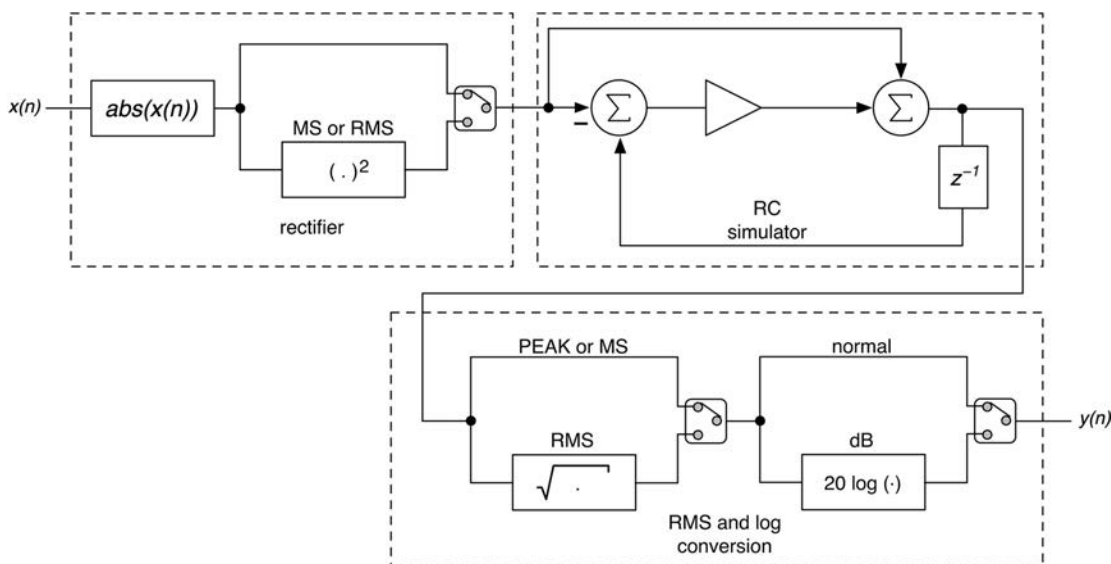 x(n)
abs(x(n))
MS or RMS
( . )²
rectifier
Σ
–
Σ
z⁻¹
RC
simulator
PEAK or MS
RMS
√ .
normal
dB
20 log (·)
y(n)
RMS and log
conversion